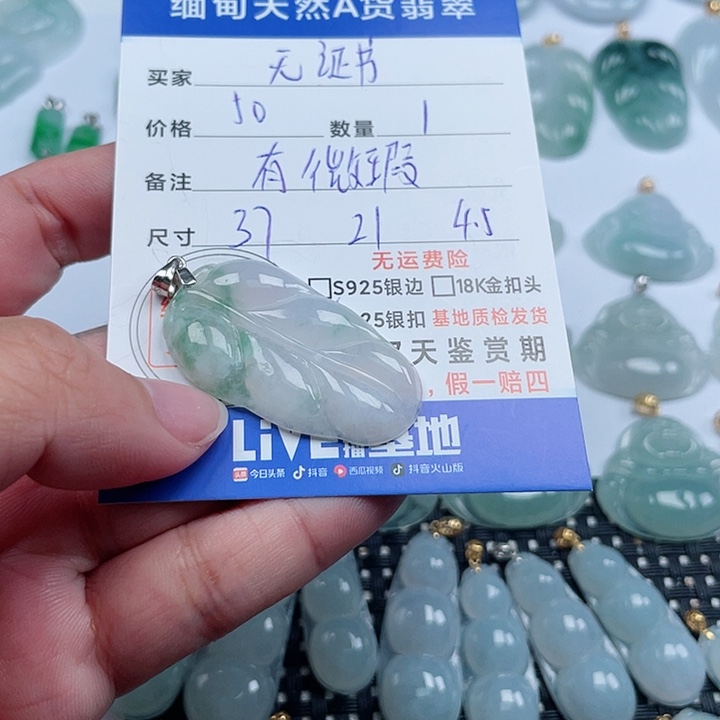 缅甸天然A货翡翠
买家 无证书
价格 50 数量 1
备注 有微瑕
尺寸 37 21 4.5
无运费险
S925银边 18K金扣头
25银扣 基地质检发货
天鉴赏期
,假一赔四
LiVE 播基地
头条 今日头条 抖音 西瓜视频 抖音火山版